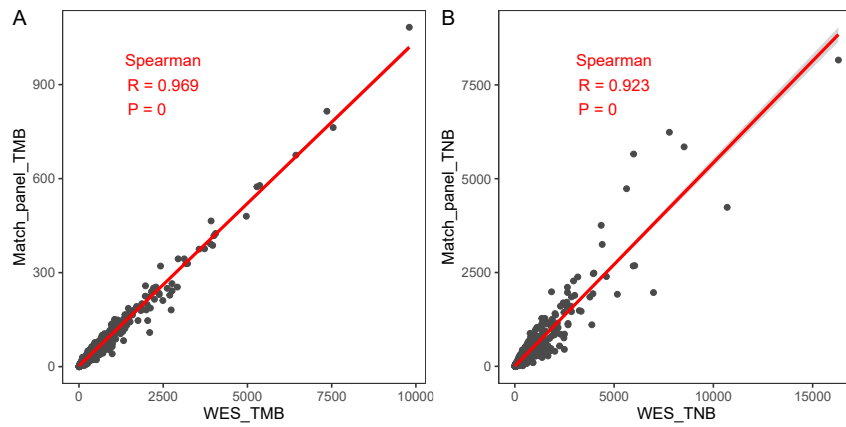 A
Spearman
R = 0.969
P = 0
Match_panel_TMB
900
600
300
0
0
2500
5000
7500
10000
WES_TMB
B
Spearman
R = 0.923
P = 0
Match_panel_TNB
7500
5000
2500
0
0
5000
10000
15000
WES_TNB